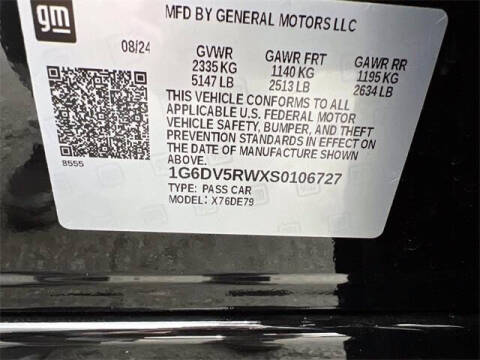 gm
MFD BY GENERAL MOTORS LLC
08/24 GVWR GAWR FRT GAWR RR
2335 KG 1140 KG 1195 KG
5147 LB 2513 LB 2634 LB
THIS VEHICLE CONFORMS TO ALL
APPLICABLE U.S. FEDERAL MOTOR
VEHICLE SAFETY, BUMPER, AND THEFT
PREVENTION STANDARDS IN EFFECT ON
THE DATE OF MANUFACTURE SHOWN
ABOVE.
8555
1G6DV5RWXS0106727
TYPE: PASS CAR
MODEL: X76DE79